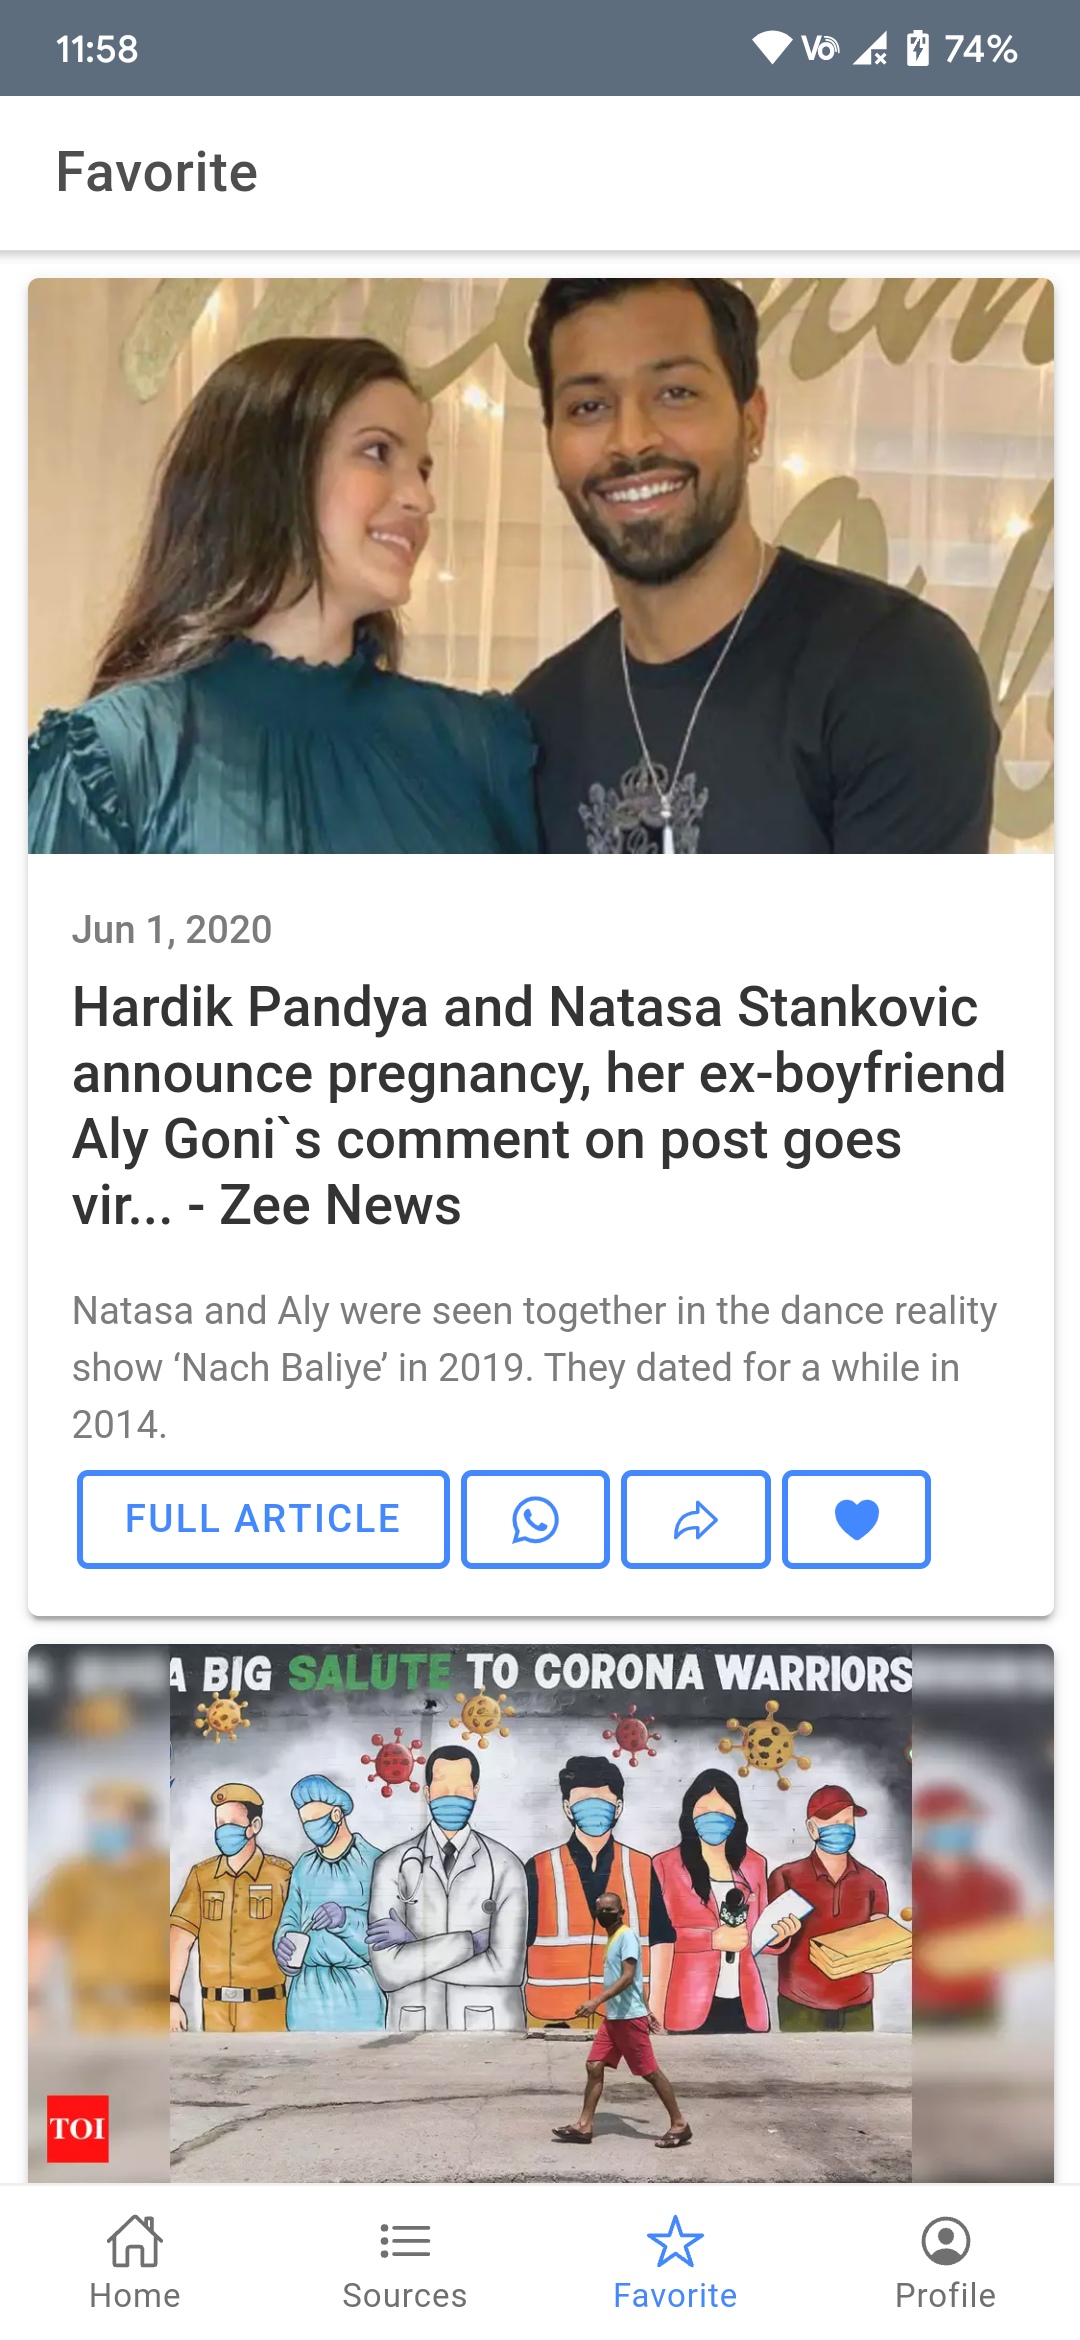 11:58
Vo 74%
Favorite
Jun 1, 2020
Hardik Pandya and Natasa Stankovic
announce pregnancy, her ex-boyfriend
Aly Goni`s comment on post goes
vir... - Zee News
Natasa and Aly were seen together in the dance reality
show ‘Nach Baliye’ in 2019. They dated for a while in
2014.
FULL ARTICLE
A BIG SALUTE TO CORONA WARRIORS
NEWS
TOI
Home Sources Favorite Profile